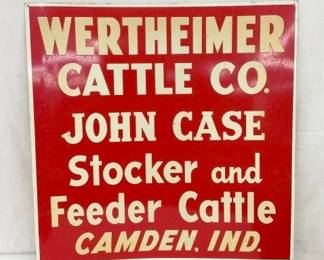 WERTHEIMER
CATTLE CO.
JOHN CASE
Stocker and
Feeder Cattle
CAMDEN, IND.